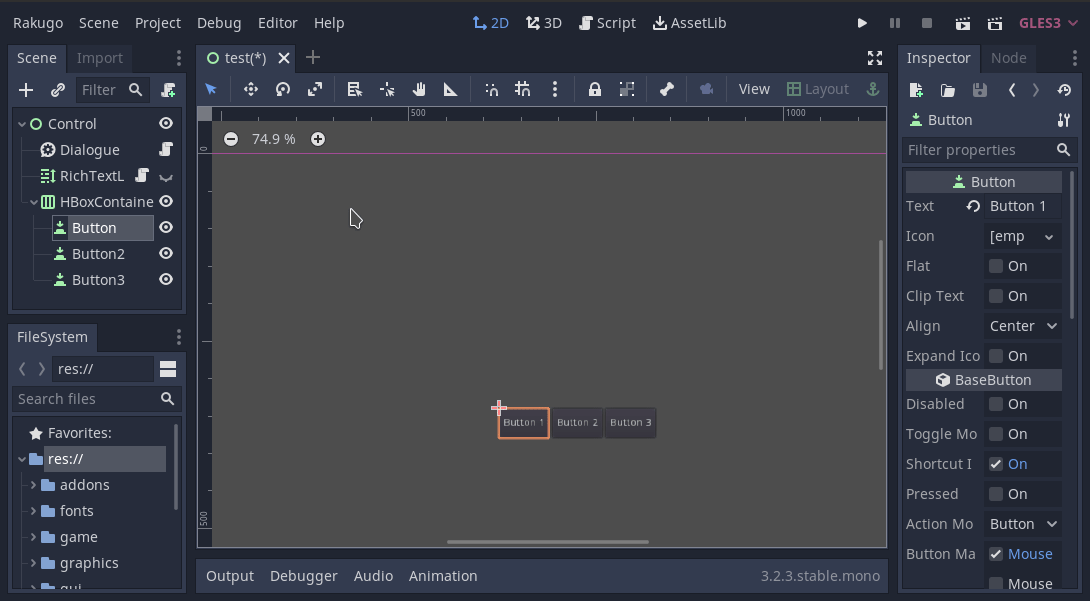 Rakugo Scene Project Debug Editor Help 2D 3D Script AssetLib GLES3
Scene Import
test(*)
Inspector Node
Filter
View Layout
500 1000
Control
Dialogue
RichTextL
HBoxContaine
Button
Button2
Button3
FileSystem
res://
Search files
Favorites:
res://
addons
fonts
game
graphics
gui
0
74.9 %
500
Button 1 Button 2 Button 3
Output Debugger Audio Animation 3.2.3.stable.mono
Button
Filter properties
Button
Text Button 1
Icon [emp
Flat On
Clip Text On
Align Center
Expand Ico On
BaseButton
Disabled On
Toggle Mo On
Shortcut I On
Pressed On
Action Mo Button
Button Ma Mouse
Mouse